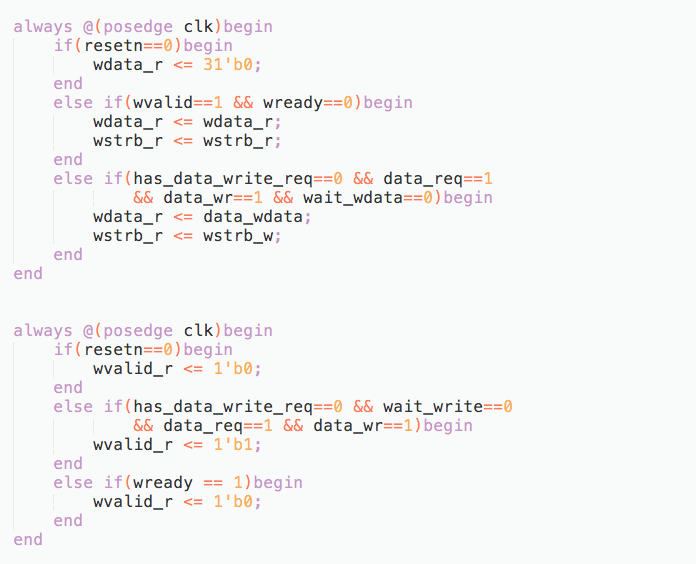 always @(posedge clk)begin
    if(resetn==0)begin
        wdata_r <= 31'b0;
    end
    else if(wvalid==1 && wready==0)begin
        wdata_r <= wdata_r;
        wstrb_r <= wstrb_r;
    end
    else if(has_data_write_req==0 && data_req==1
            && data_wr==1 && wait_wdata==0)begin
        wdata_r <= data_wdata;
        wstrb_r <= wstrb_w;
    end
end

always @(posedge clk)begin
    if(resetn==0)begin
        wvalid_r <= 1'b0;
    end
    else if(has_data_write_req==0 && wait_write==0
            && data_req==1 && data_wr==1)begin
        wvalid_r <= 1'b1;
    end
    else if(wready == 1)begin
        wvalid_r <= 1'b0;
    end
end